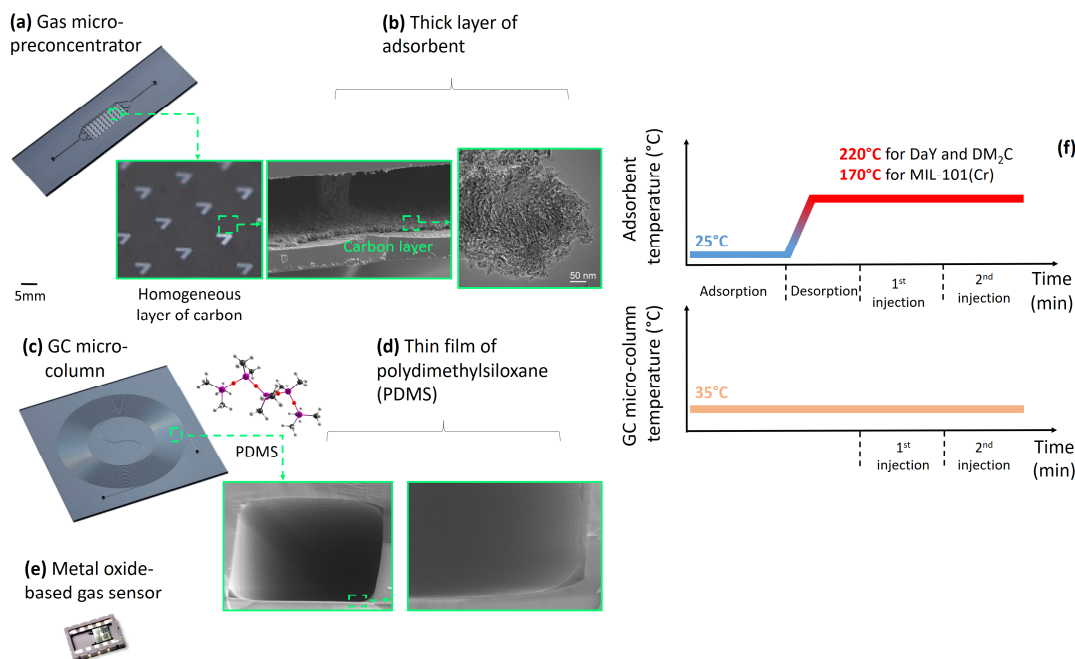 (a) Gas micro-
preconcentrator
(b) Thick layer of
adsorbent
Carbon layer
50 nm
5mm
Homogeneous
layer of carbon
(c) GC micro-
column
PDMS
(d) Thin film of
polydimethylsiloxane
(PDMS)
(e) Metal oxide-
based gas sensor
(f)
Adsorbent
temperature (°C)
220°C for DaY and DM2C
170°C for MIL-101(Cr)
25°C
Adsorption
Desorption
1st
injection
2nd
injection
Time
(min)
GC micro-column
temperature (°C)
35°C
1st
injection
2nd
injection
Time
(min)